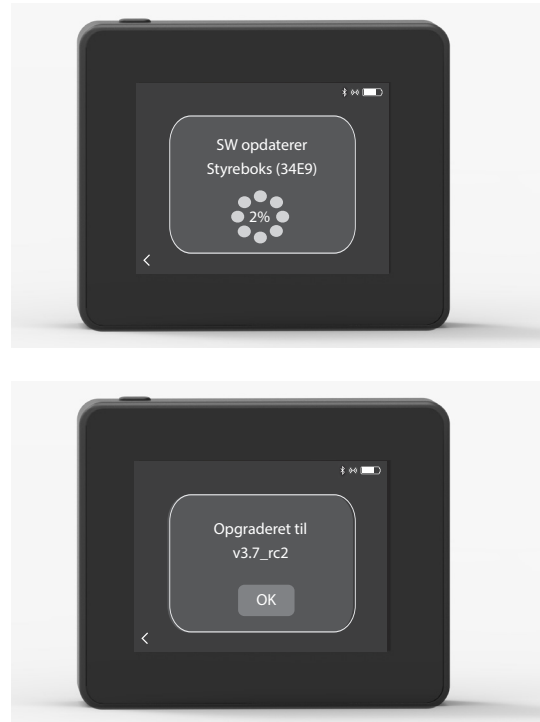 SW opdaterer
Styreboks (34E9)
2%
Opgraderet til
v3.7_rc2
OK